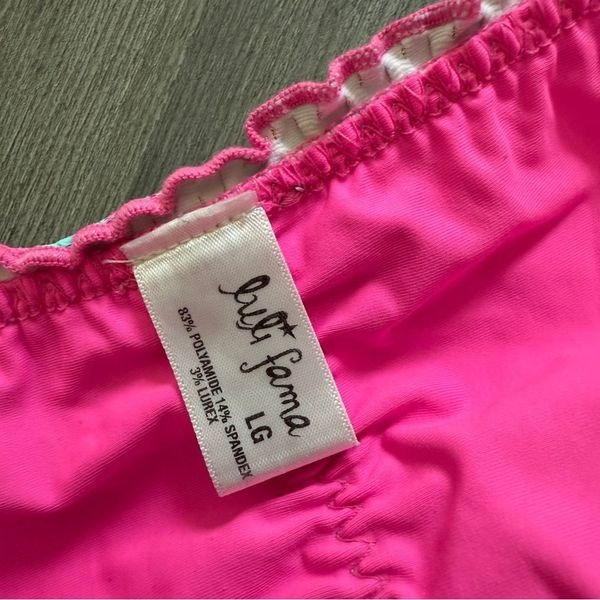 luli fama
LG
83% POLYAMIDE 14% SPANDEX
3% LUREX